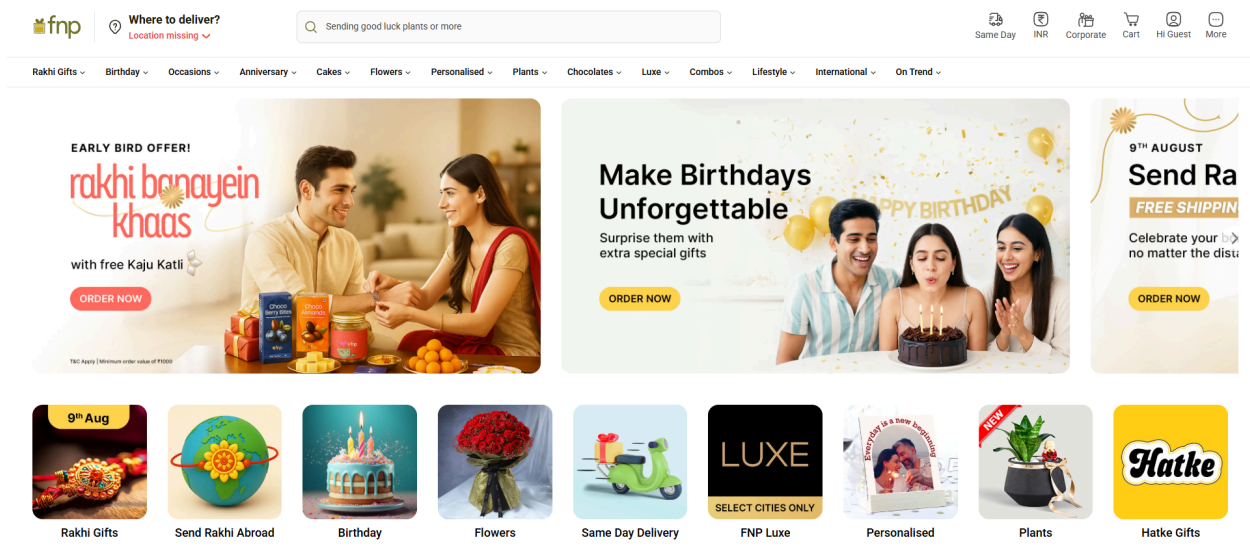 fnp
Where to deliver?
Location missing
Sending good luck plants or more
Same Day
INR
Corporate
Cart
Hi Guest
More
Rakhi Gifts
Birthday
Occasions
Anniversary
Cakes
Flowers
Personalised
Plants
Chocolates
Luxe
Combos
Lifestyle
International
On Trend
EARLY BIRD OFFER!
rakhi banayein
khaas
with free Kaju Katli
ORDER NOW
T&C Apply | Minimum order value of ₹1000
Choco
Berry Bites
Choco
Almonds
Make Birthdays
Unforgettable
Surprise them with
extra special gifts
ORDER NOW
HAPPY BIRTHDAY
9TH AUGUST
Send Ra
FREE SHIPPIN
Celebrate your
no matter the dista
ORDER NOW
9th Aug
LUXE
SELECT CITIES ONLY
Everyday is a new beginning
NEW
Hatke
Rakhi Gifts
Send Rakhi Abroad
Birthday
Flowers
Same Day Delivery
FNP Luxe
Personalised
Plants
Hatke Gifts